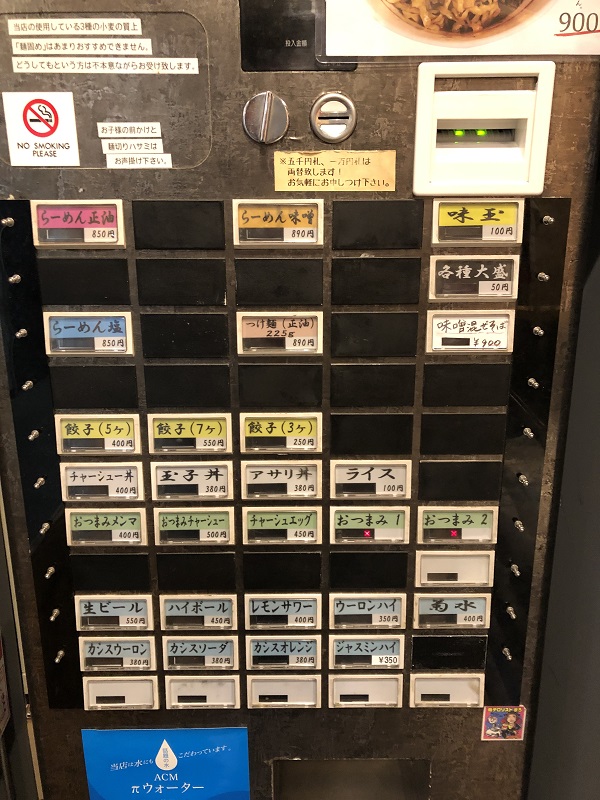 当店の使用している3種の小麦の質上
「麺固め」はあまりおすすめできません。
どうしてもという方は不本意ながらお受け致します。
投入金額
900
NO SMOKING
PLEASE
お子様の前かけと
麺切りハサミは
お声掛け下さい。
※五千円札、一万円札は
両替致します!
お気軽にお申しつけ下さい。
らーめん正油
850円
らーめん味噌
890円
味玉
100円
各種大盛
50円
らーめん塩
850円
つけ麺(正油)
225g
890円
味噌混ぜそば
¥900
餃子(5ヶ)
400円
餃子(7ヶ)
550円
餃子(3ヶ)
250円
チャーシュー丼
400円
玉子丼
380円
アサリ丼
380円
ライス
100円
おつまみメンマ
400円
おつまみチャーシュー
500円
チャーシューエッグ
450円
おつまみ1
おつまみ2
生ビール
550円
ハイボール
450円
レモンサワー
400円
ウーロンハイ
350円
菊水
400円
カシスウーロン
380円
カシスソーダ
380円
カシスオレンジ
380円
ジャスミンハイ
¥350
当店は水にもこだわっています。
ACM
πウォーター